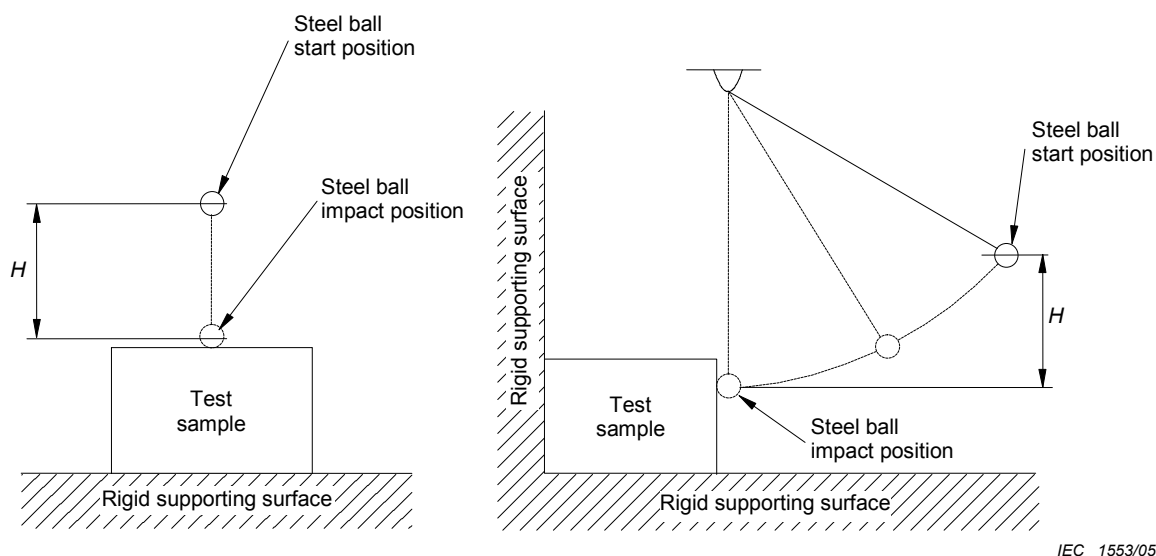 Steel ball
start position
Steel ball
impact position
H
Test
sample
Rigid supporting surface
Rigid supporting surface
Steel ball
start position
H
Test
sample
Steel ball
impact position
Rigid supporting surface
IEC 1553/05